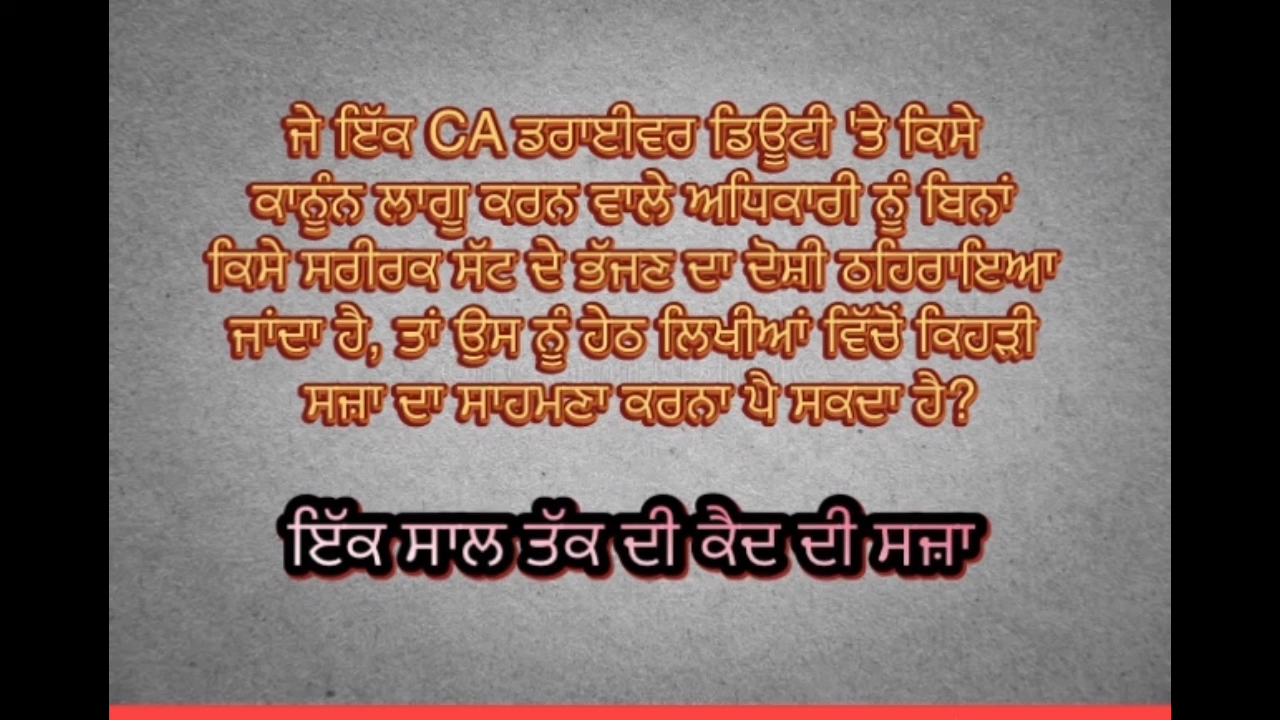 ਜੇ ਇੱਕ CA ਡਰਾਈਵਰ ਡਿਊਟੀ 'ਤੇ ਕਿਸੇ
ਕਾਨੂੰਨ ਲਾਗੂ ਕਰਨ ਵਾਲੇ ਅਧਿਕਾਰੀ ਨੂੰ ਬਿਨਾਂ
ਕਿਸੇ ਸਰੀਰਕ ਸੱਟ ਦੇ ਭੱਜਣ ਦਾ ਦੋਸ਼ੀ ਠਹਿਰਾਇਆ
ਜਾਂਦਾ ਹੈ, ਤਾਂ ਉਸ ਨੂੰ ਹੇਠ ਲਿਖੀਆਂ ਵਿੱਚੋਂ ਕਿਹੜੀ
ਸਜ਼ਾ ਦਾ ਸਾਹਮਣਾ ਕਰਨਾ ਪੈ ਸਕਦਾ ਹੈ?
ਇੱਕ ਸਾਲ ਤੱਕ ਦੀ ਕੈਦ ਦੀ ਸਜ਼ਾ